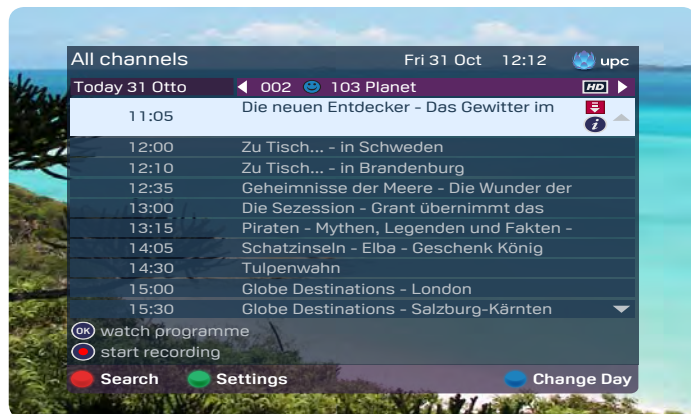 All channels Fri 31 Oct 12:12 upc
Today 31 Otto 002 103 Planet HD
11:05 Die neuen Entdecker - Das Gewitter im
i
12:00 Zu Tisch... - in Schweden
12:10 Zu Tisch... - in Brandenburg
12:35 Geheimnisse der Meere - Die Wunder der
13:00 Die Sezession - Grant übernimmt das
13:15 Piraten - Mythen, Legenden und Fakten -
14:05 Schatzinseln - Elba - Geschenk König
14:30 Tulpenwahn
15:00 Globe Destinations - London
15:30 Globe Destinations - Salzburg-Kärnten
OK watch programme
start recording
Search Settings Change Day